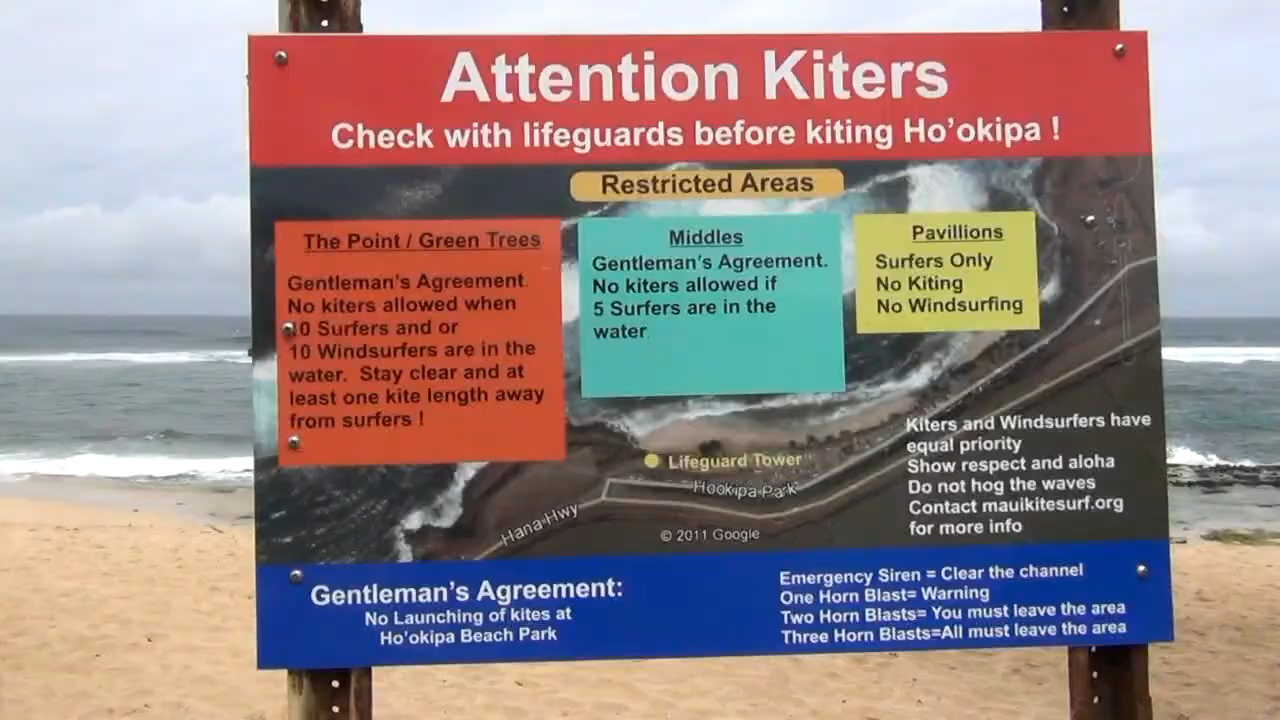 Attention Kiters
Check with lifeguards before kiting Ho'okipa !
Restricted Areas
The Point / Green Trees
Gentleman's Agreement.
No kiters allowed when
10 Surfers and or
10 Windsurfers are in the
water. Stay clear and at
least one kite length away
from surfers !
Middles
Gentleman's Agreement.
No kiters allowed if
5 Surfers are in the
water.
Pavillions
Surfers Only
No Kiting
No Windsurfing
Lifeguard Tower
Hookipa Park
Hana Hwy
© 2011 Google
Kiters and Windsurfers have
equal priority
Show respect and aloha
Do not hog the waves
Contact mauikitesurf.org
for more info
Gentleman's Agreement:
No Launching of kites at
Ho'okipa Beach Park
Emergency Siren = Clear the channel
One Horn Blast= Warning
Two Horn Blasts= You must leave the area
Three Horn Blasts=All must leave the area